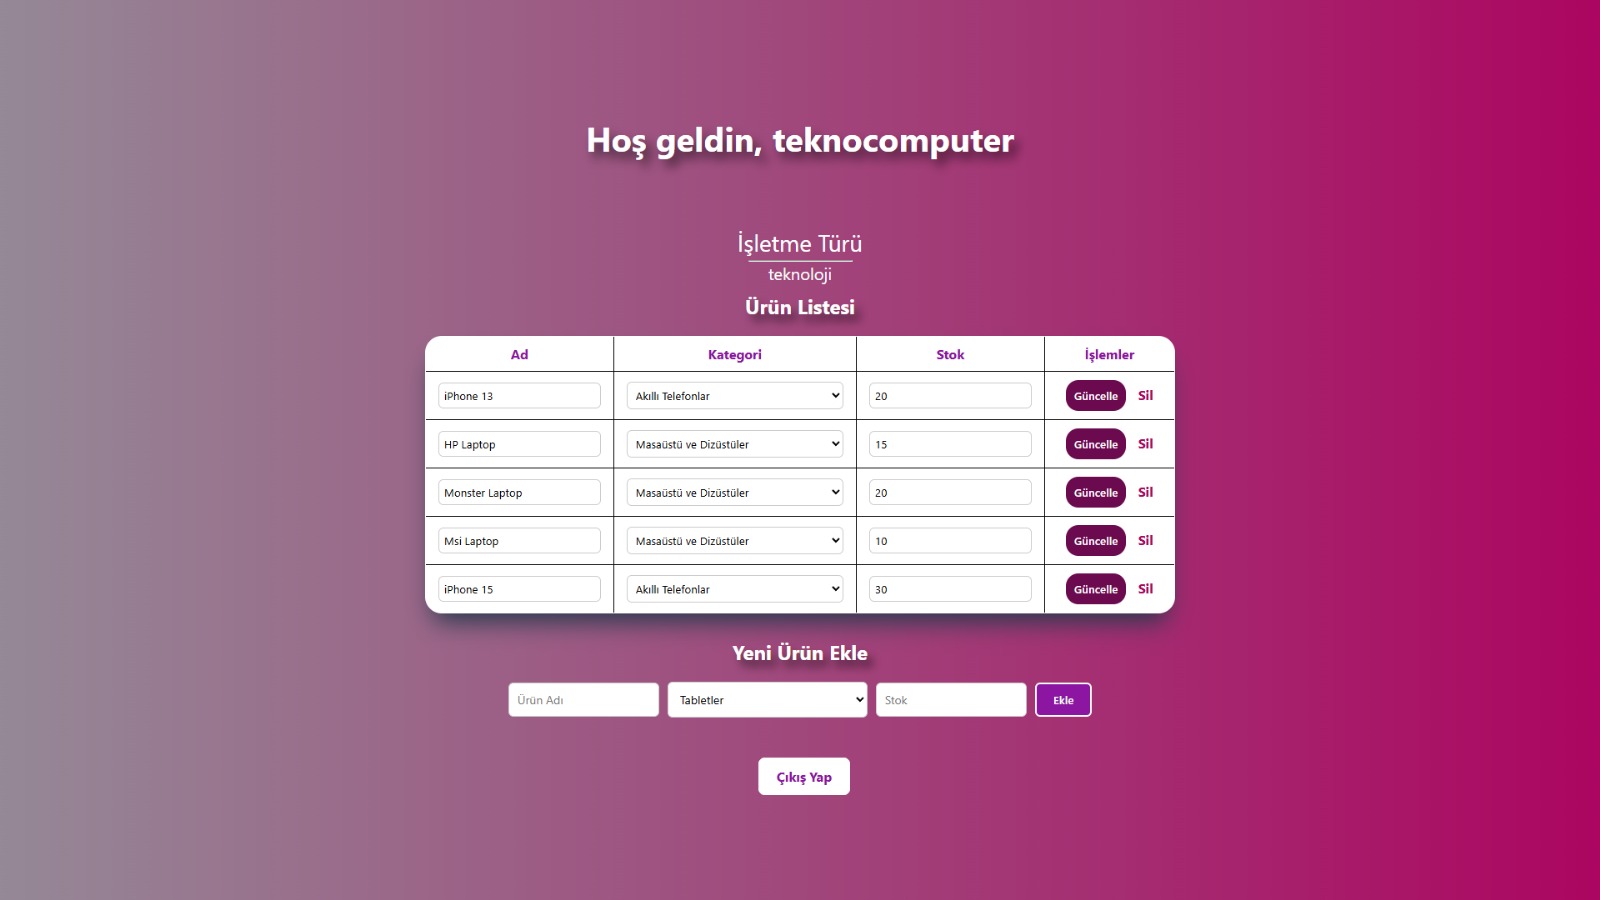 Hoş geldin, teknocomputer
İşletme Türü
teknoloji
Ürün Listesi
Ad Kategori Stok İşlemler
iPhone 13 Akıllı Telefonlar 20 Güncelle Sil
HP Laptop Masaüstü ve Dizüstüler 15 Güncelle Sil
Monster Laptop Masaüstü ve Dizüstüler 20 Güncelle Sil
Msi Laptop Masaüstü ve Dizüstüler 10 Güncelle Sil
iPhone 15 Akıllı Telefonlar 30 Güncelle Sil
Yeni Ürün Ekle
Ürün Adı Tabletler Stok Ekle
Çıkış Yap